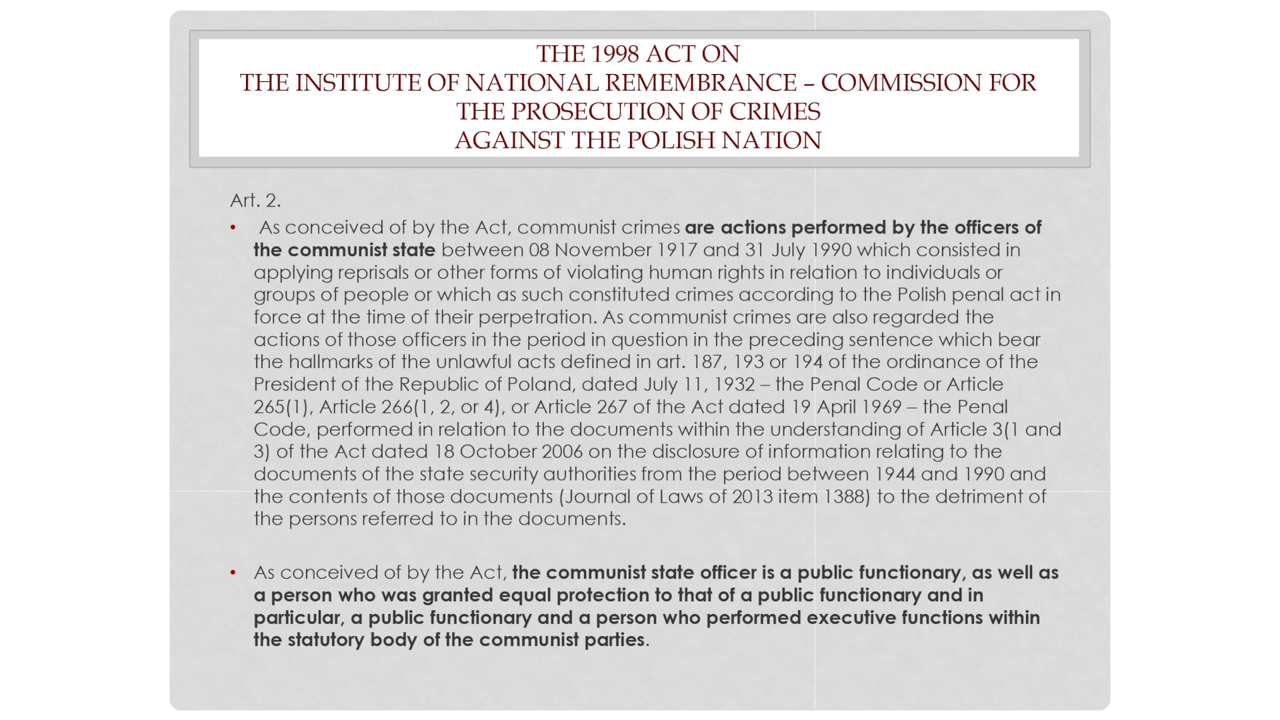 THE 1998 ACT ON
THE INSTITUTE OF NATIONAL REMEMBRANCE – COMMISSION FOR
THE PROSECUTION OF CRIMES
AGAINST THE POLISH NATION
Art. 2.
• As conceived of by the Act, communist crimes are actions performed by the officers of
the communist state between 08 November 1917 and 31 July 1990 which consisted in
applying reprisals or other forms of violating human rights in relation to individuals or
groups of people or which as such constituted crimes according to the Polish penal act in
force at the time of their perpetration. As communist crimes are also regarded the
actions of those officers in the period in question in the preceding sentence which bear
the hallmarks of the unlawful acts defined in art. 187, 193 or 194 of the ordinance of the
President of the Republic of Poland, dated July 11, 1932 – the Penal Code or Article
265(1), Article 266(1, 2, or 4), or Article 267 of the Act dated 19 April 1969 – the Penal
Code, performed in relation to the documents within the understanding of Article 3(1 and
3) of the Act dated 18 October 2006 on the disclosure of information relating to the
documents of the state security authorities from the period between 1944 and 1990 and
the contents of those documents (Journal of Laws of 2013 item 1388) to the detriment of
the persons referred to in the documents.
• As conceived of by the Act, the communist state officer is a public functionary, as well as
a person who was granted equal protection to that of a public functionary and in
particular, a public functionary and a person who performed executive functions within
the statutory body of the communist parties.